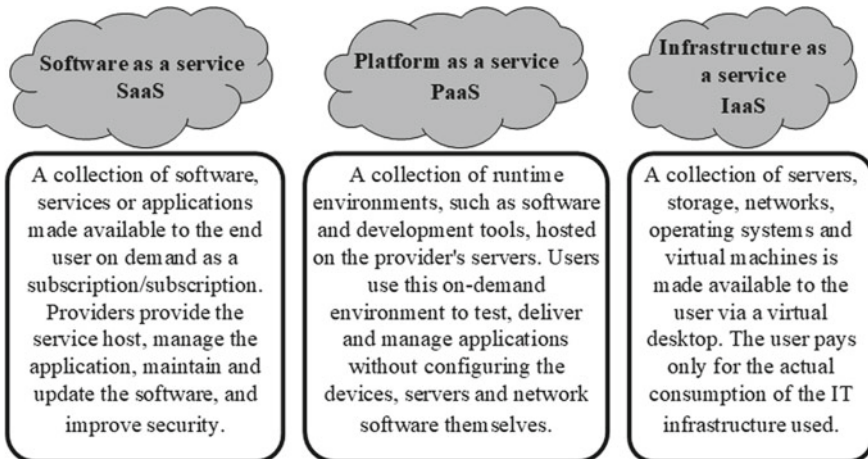 Software as a service
SaaS
A collection of software,
services or applications
made available to the end
user on demand as a
subscription/subscription.
Providers provide the
service host, manage the
application, maintain and
update the software, and
improve security.
Platform as a service
PaaS
A collection of runtime
environments, such as software
and development tools, hosted
on the provider's servers. Users
use this on-demand
environment to test, deliver
and manage applications
without configuring the
devices, servers and network
software themselves.
Infrastructure as
a service
IaaS
A collection of servers,
storage, networks,
operating systems and
virtual machines is
made available to the
user via a virtual
desktop. The user pays
only for the actual
consumption of the IT
infrastructure used.